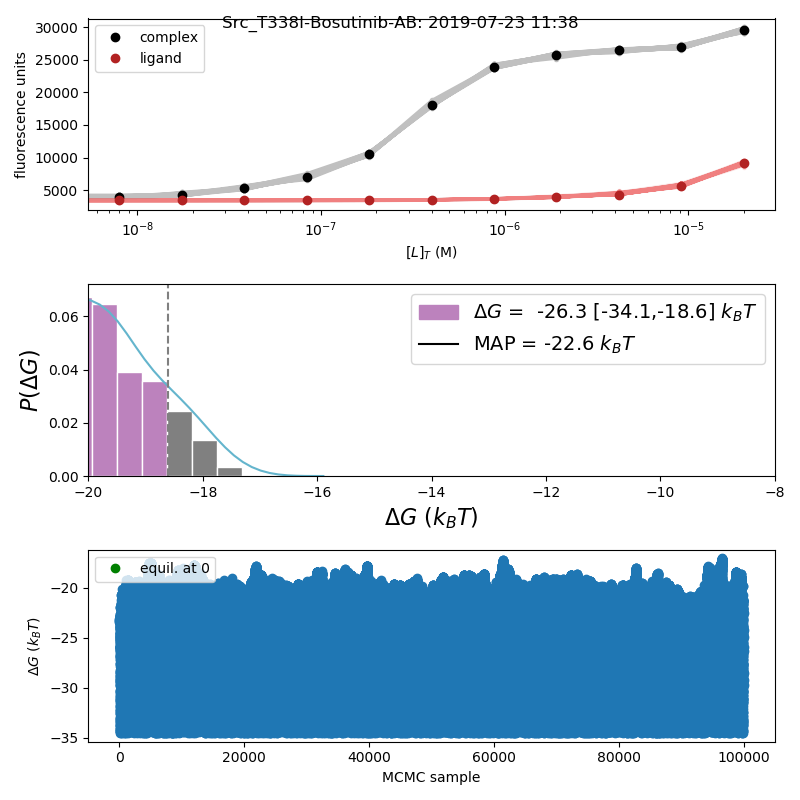 Src_T338I-Bosutinib-AB: 2019-07-23 11:38
30000
25000
20000
15000
10000
5000
fluorescence units
complex
ligand
10⁻⁸
10⁻⁷
10⁻⁶
10⁻⁵
[L]_T (M)
0.06
0.04
0.02
0.00
P(ΔG)
ΔG = -26.3 [-34.1,-18.6] k_BT
MAP = -22.6 k_BT
−20
−18
−16
−14
−12
−10
−8
ΔG (k_BT)
−20
−25
−30
−35
ΔG (k_BT)
equil. at 0
0
20000
40000
60000
80000
100000
MCMC sample